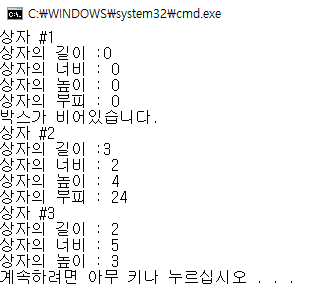 C:\WINDOWS\system32\cmd.exe
상자 #1
상자의 길이 :0
상자의 너비 : 0
상자의 높이 : 0
상자의 부피 : 0
박스가 비어있습니다.
상자 #2
상자의 길이 :3
상자의 너비 : 2
상자의 높이 : 4
상자의 부피 : 24
상자 #3
상자의 길이 : 2
상자의 너비 : 5
상자의 높이 : 3
계속하려면 아무 키나 누르십시오 . . .